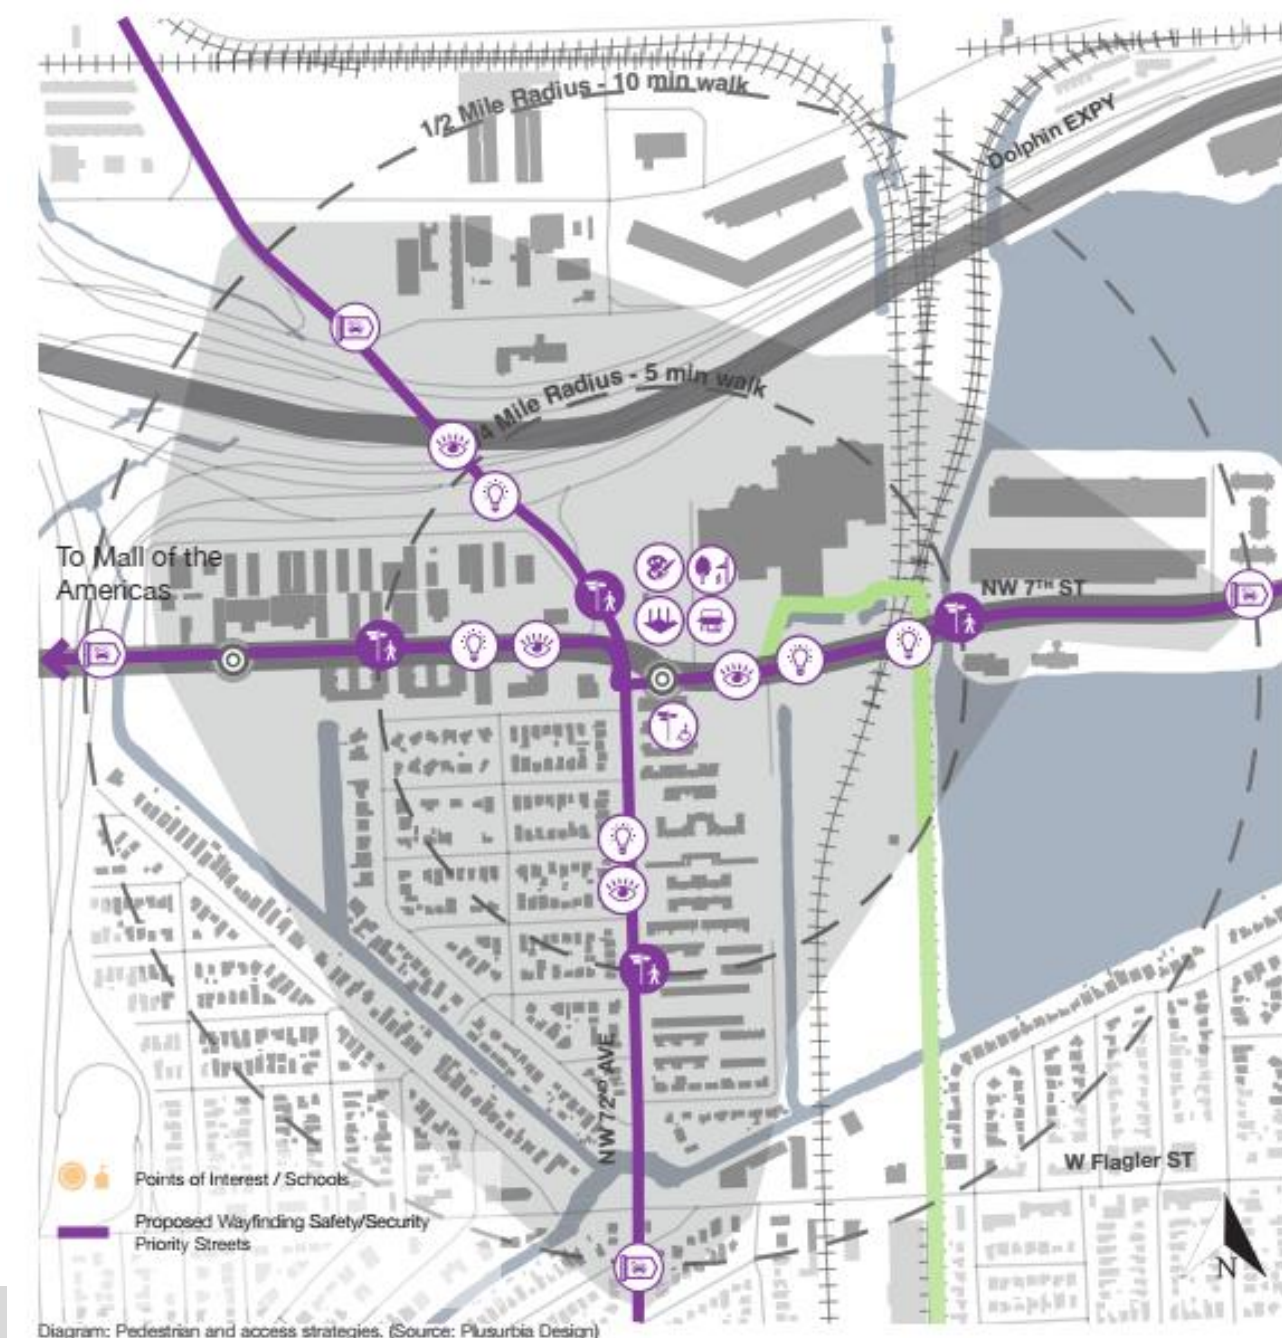 1/2 Mile Radius - 10 min walk
Dolphin EXPY
4 Mile Radius - 5 min walk
To Mall of the
Americas
NW 7TH ST
NW 72ND AVE
W Flagler ST
Points of Interest / Schools
Proposed Wayfinding Safety/Security
Priority Streets
N
Diagram: Pedestrian and access strategies. (Source: Plusurbia Design)